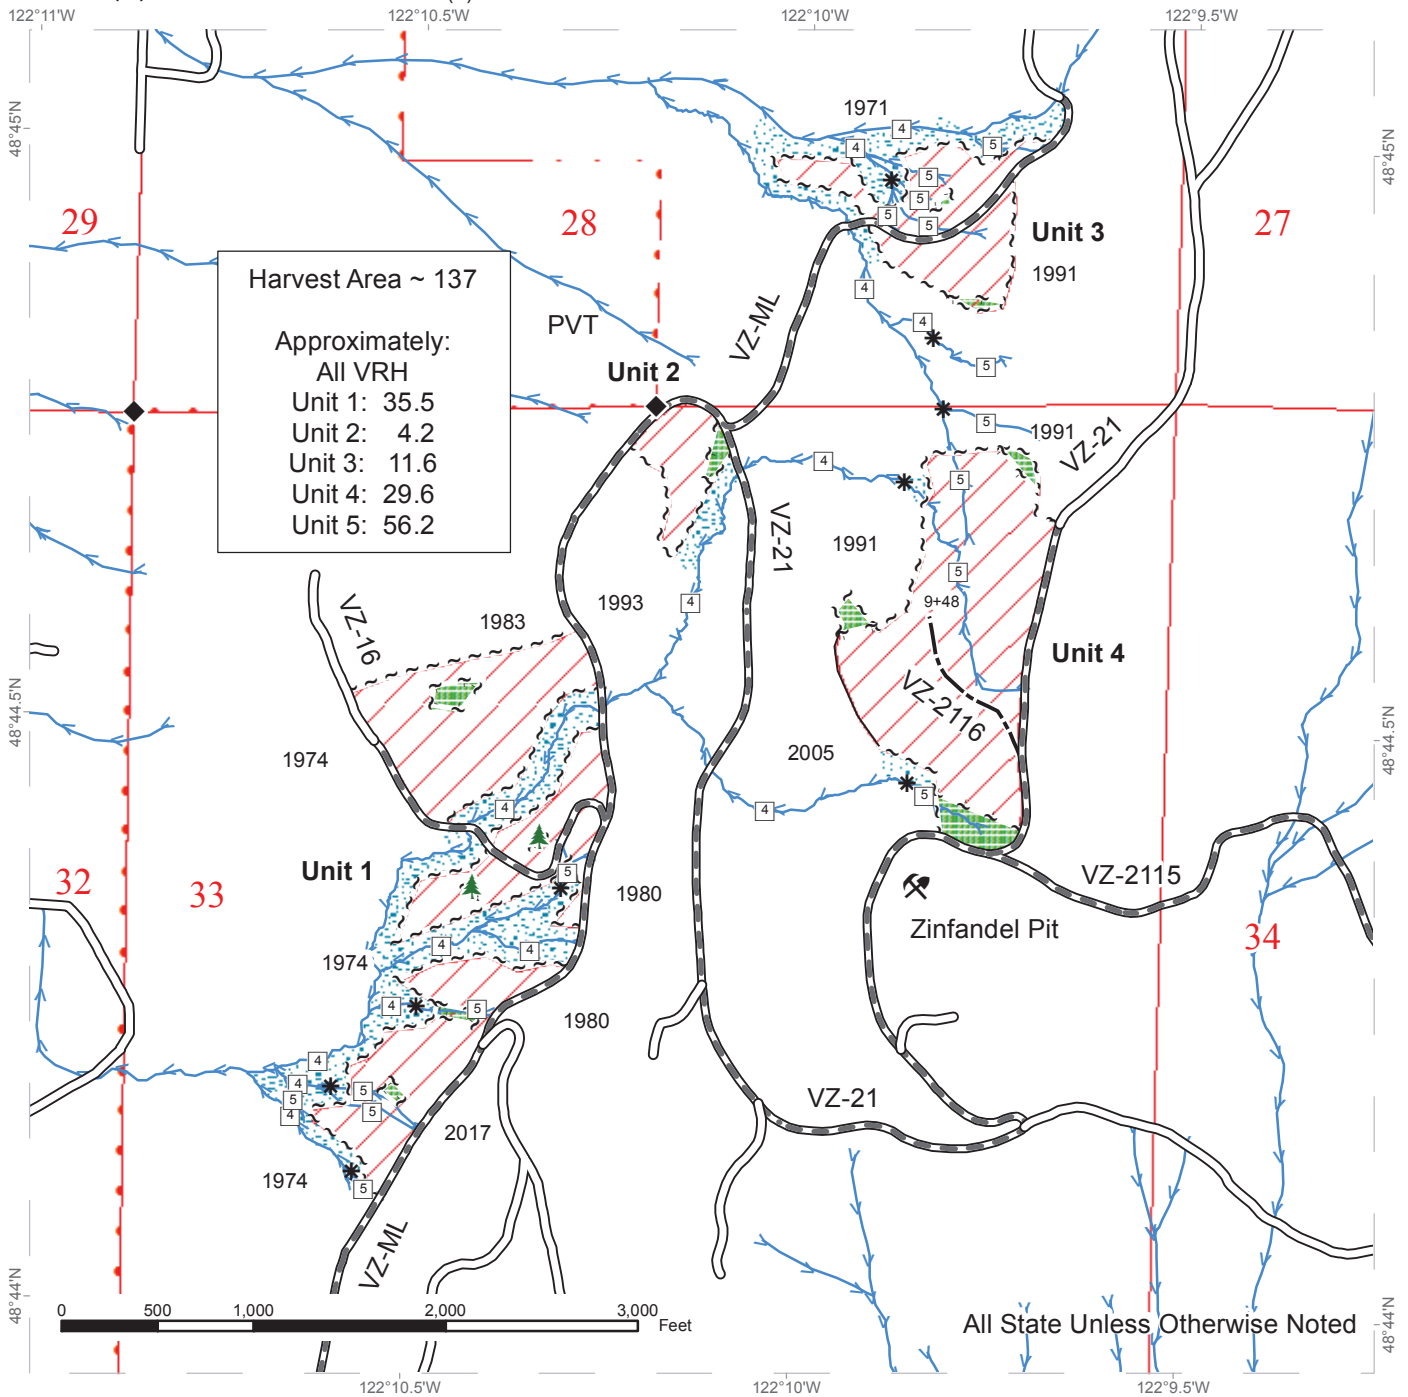 122°11'W
122°10.5'W
122°10'W
122°9.5'W
48°45'N
48°45'N
1971
4
4
5
5
5
5
5
29
28
27
Unit 3
1991
4
Harvest Area ~ 137
Approximately:
All VRH
Unit 1: 35.5
Unit 2: 4.2
Unit 3: 11.6
Unit 4: 29.6
Unit 5: 56.2
PVT
VZ-ML
4
5
Unit 2
5
1991
VZ-21
4
5
VZ-21
1991
5
9+48
4
1993
1983
VZ-16
Unit 4
VZ-2116
48°44.5'N
48°44.5'N
1974
2005
4
4
5
Unit 1
5
1980
VZ-2115
32
33
Zinfandel Pit
34
4
4
1974
4
5
1980
4
4
5
5
4
5
VZ-21
2017
1974
5
VZ-ML
48°44'N
48°44'N
0 500 1,000 2,000 3,000
Feet
All State Unless Otherwise Noted
122°10.5'W
122°10'W
122°9.5'W